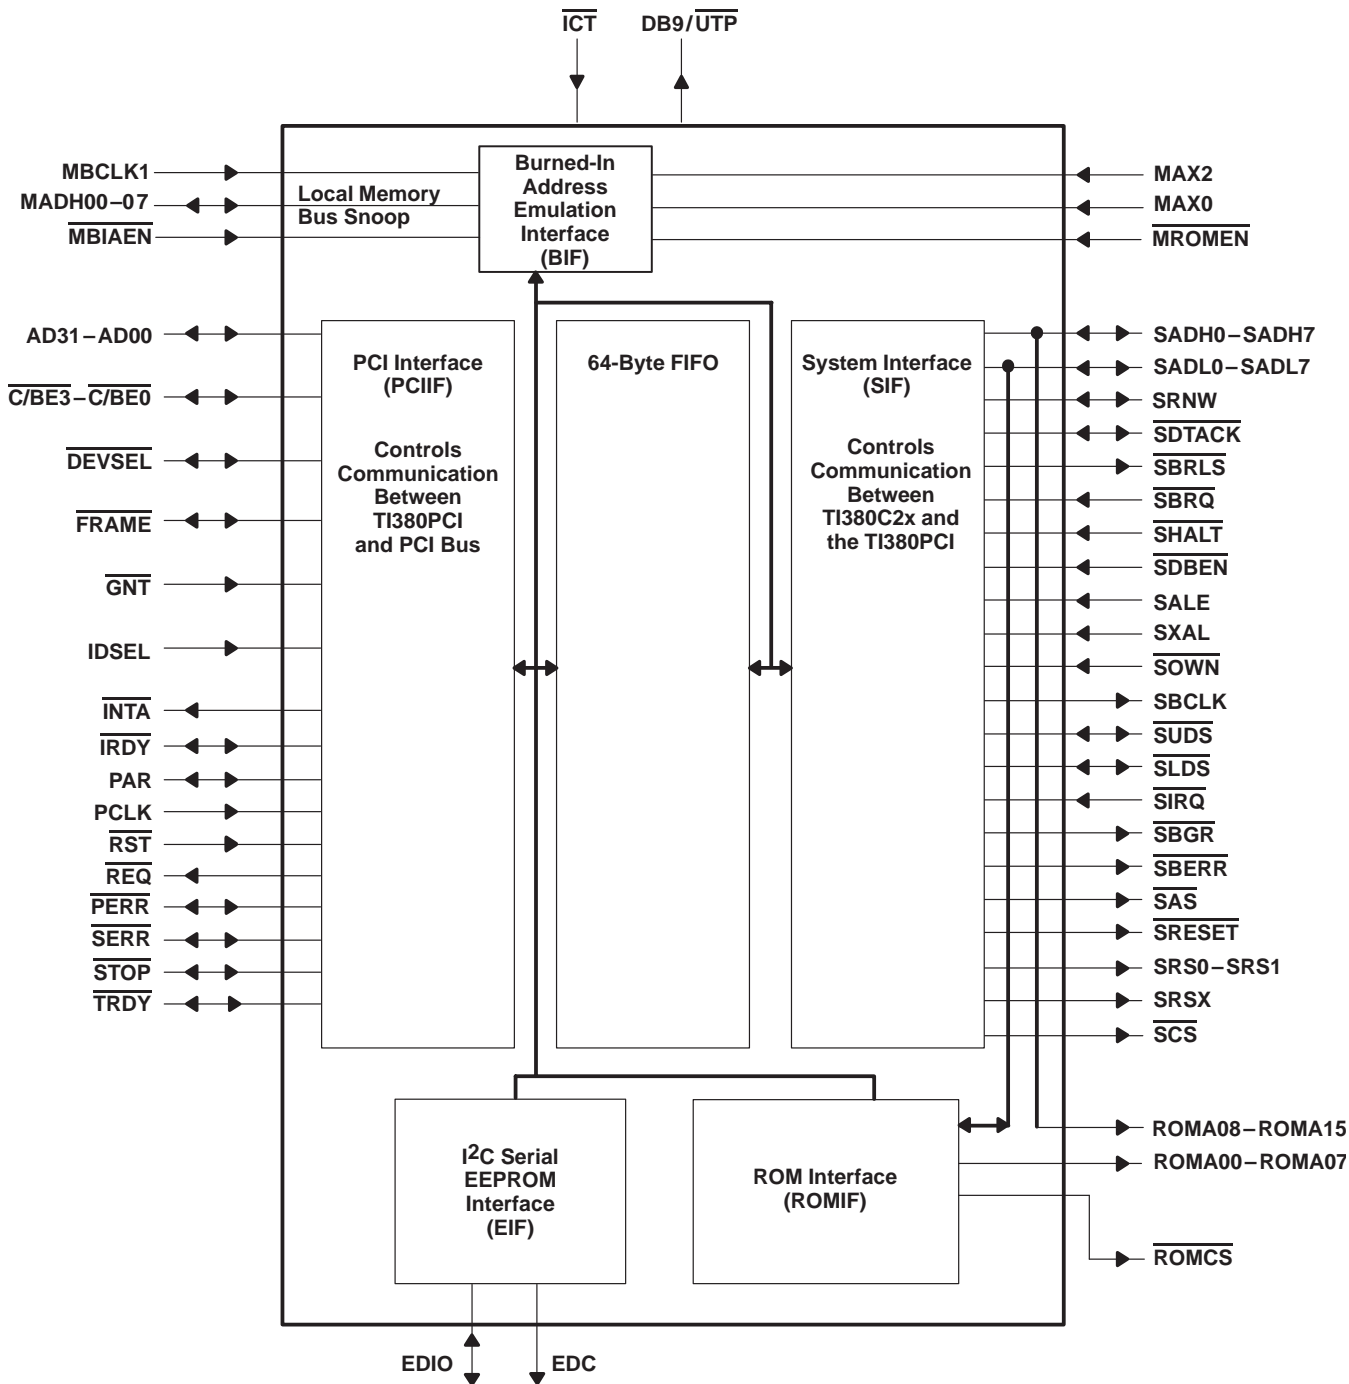 ICT
DB9/UTP
MBCLK1
MADH00–07
MBIAEN
Local Memory
Bus Snoop
Burned-In
Address
Emulation
Interface
(BIF)
MAX2
MAX0
MROMEN
AD31–AD00
C/BE3–C/BE0
DEVSEL
FRAME
GNT
IDSEL
INTA
IRDY
PAR
PCLK
RST
REQ
PERR
SERR
STOP
TRDY
PCI Interface
(PCIIF)
Controls
Communication
Between
TI380PCI
and PCI Bus
64-Byte FIFO
System Interface
(SIF)
Controls
Communication
Between
TI380C2x and
the TI380PCI
SADH0–SADH7
SADL0–SADL7
SRNW
SDTACK
SBRLS
SBRQ
SHALT
SDBEN
SALE
SXAL
SOWN
SBCLK
SUDS
SLDS
SIRQ
SBGR
SBERR
SAS
SRESET
SRS0–SRS1
SRSX
SCS
I2C Serial
EEPROM
Interface
(EIF)
ROM Interface
(ROMIF)
ROMA08–ROMA15
ROMA00–ROMA07
ROMCS
EDIO
EDC